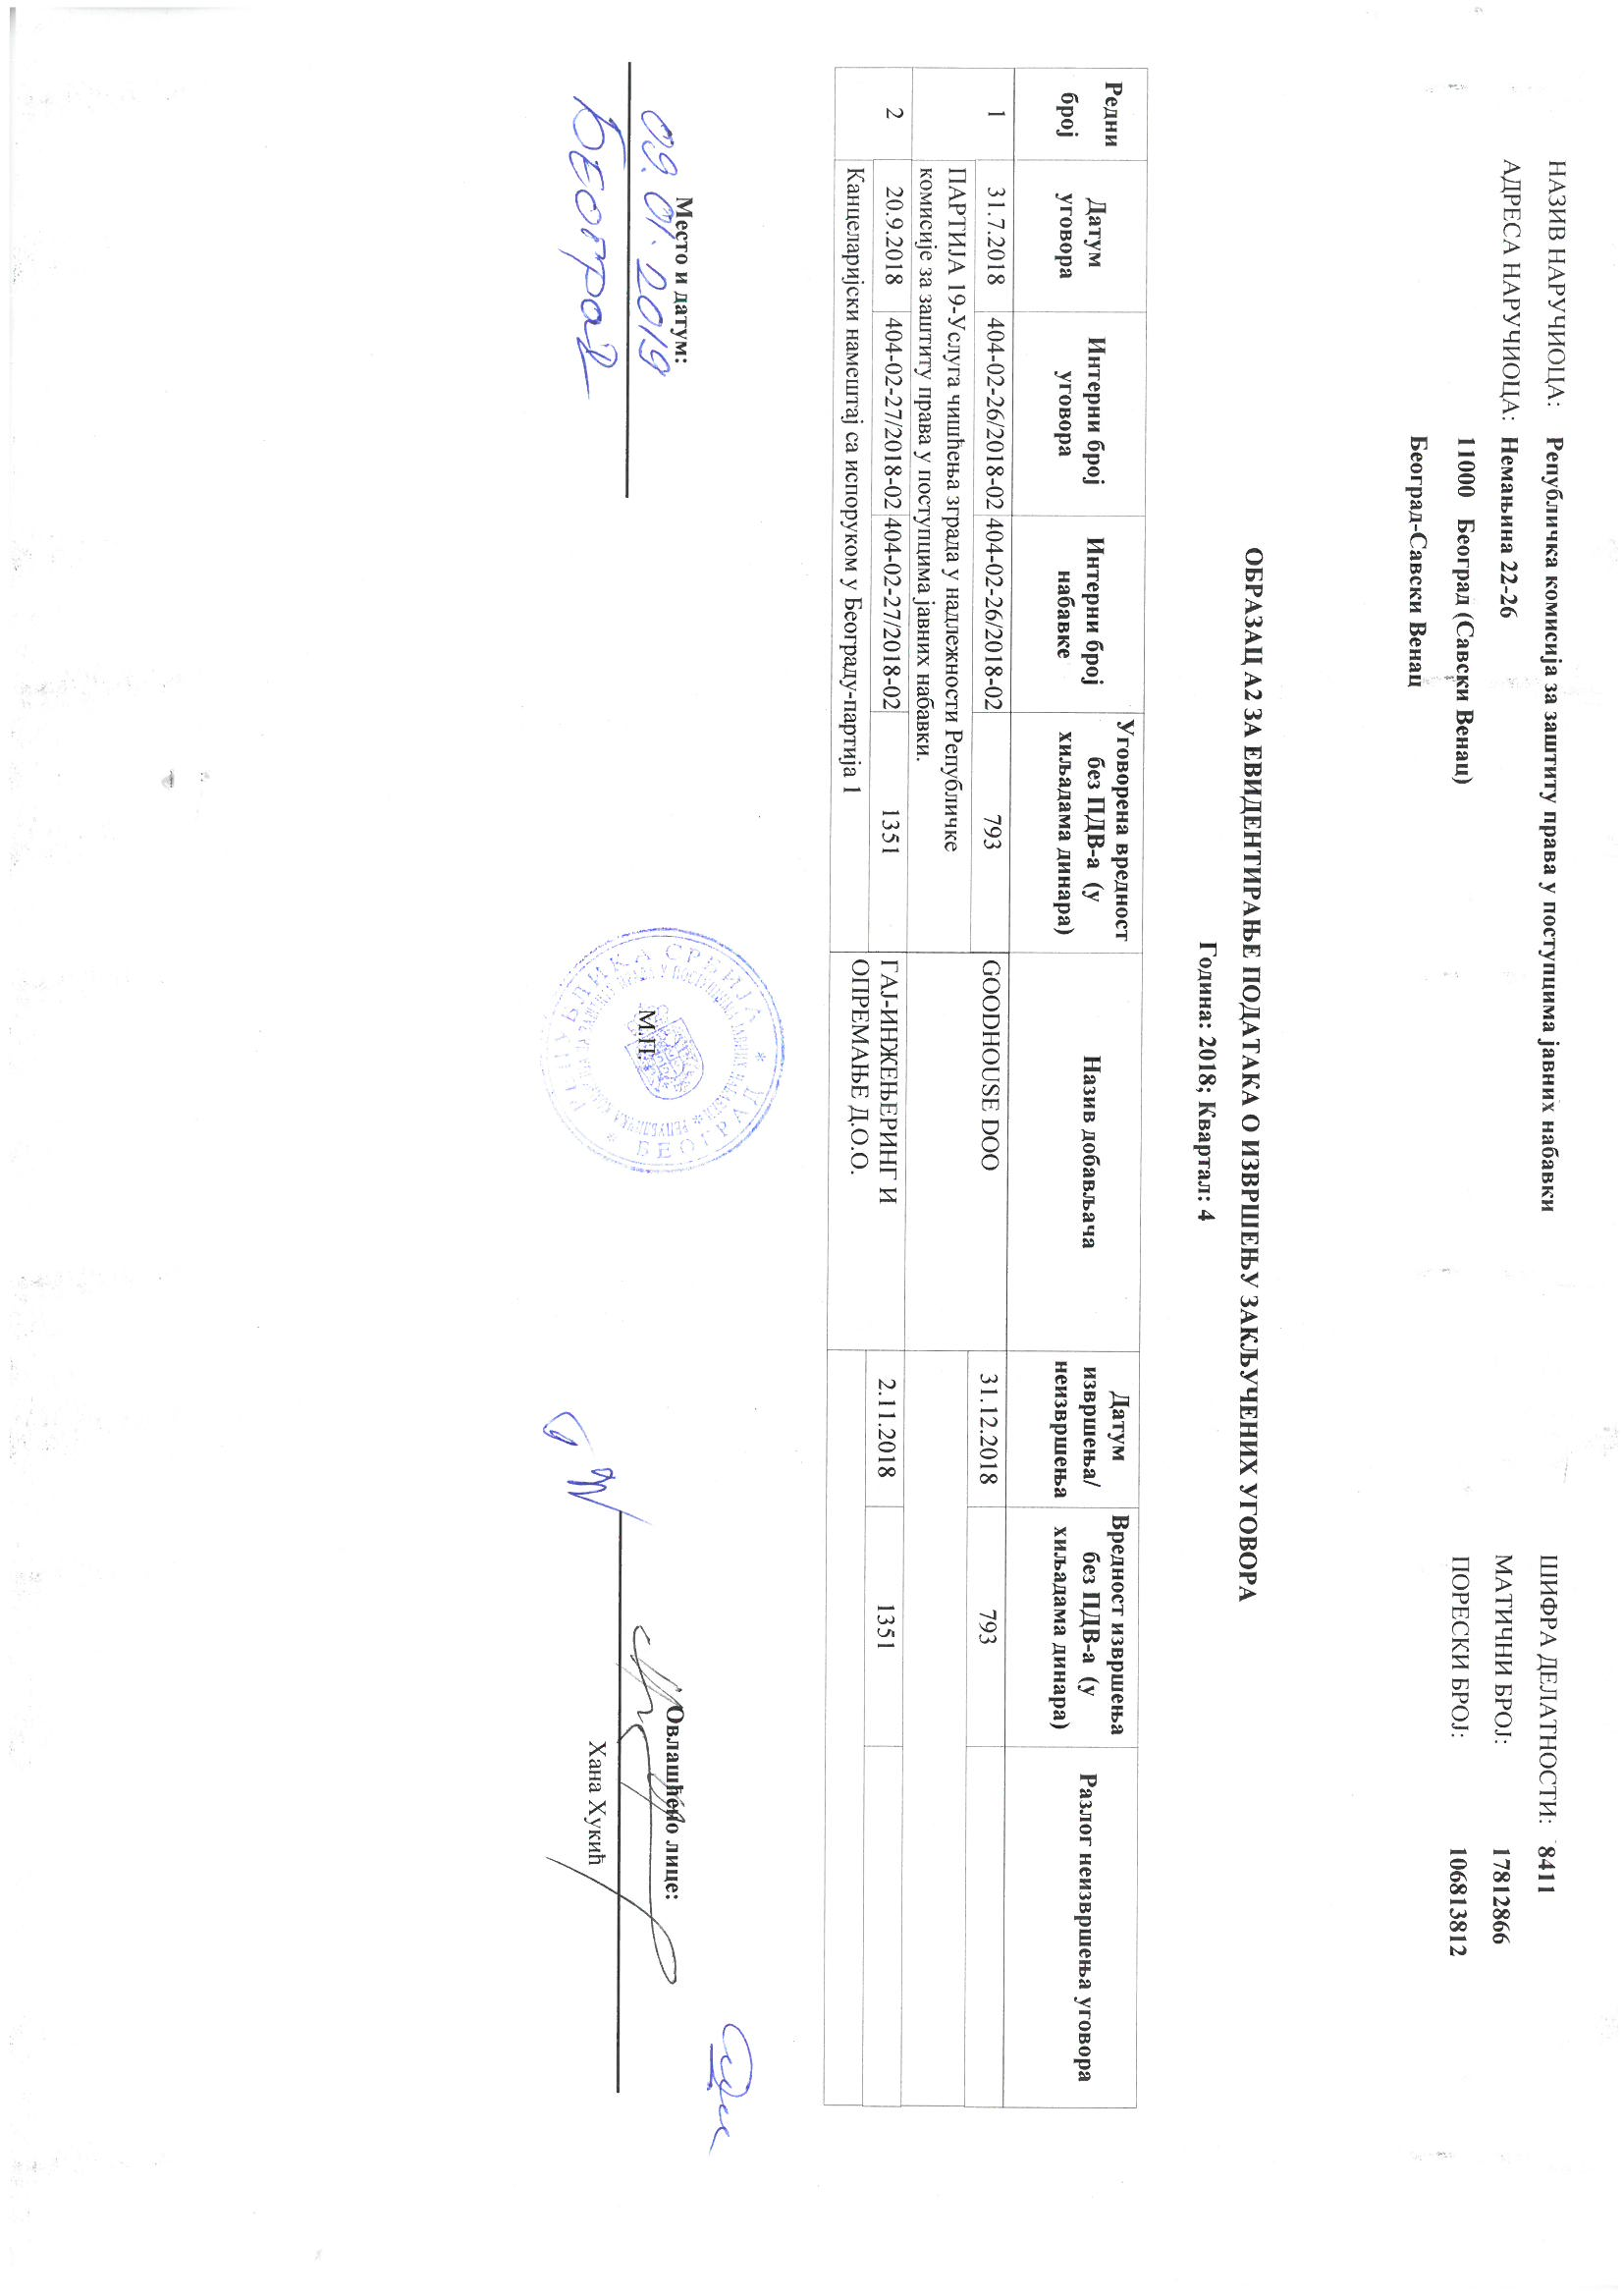 НАЗИВ НАРУЧИОЦА: Републичка комисија за заштиту права у поступцима јавних набавки
АДРЕСА НАРУЧИОЦА: Немањина 22-26
11000 Београд (Савски Венац)
Београд-Савски Венац
ШИФРА ДЕЛАТНОСТИ: 8411
МАТИЧНИ БРОЈ: 17812866
ПОРЕСКИ БРОЈ: 106813812
ОБРАЗАЦ А2 ЗА ЕВИДЕНТИРАЊЕ ПОДАТАКА О ИЗВРШЕЊУ ЗАКЉУЧЕНИХ УГОВОРА
Година: 2018; Квартал: 4
Редни број
Датум уговора
Интерни број уговора
Интерни број набавке
Уговорена вредност без ПДВ-а (у хиљадама динара)
Назив добављача
Датум извршења/ неизвршења
Вредност извршења без ПДВ-а (у хиљадама динара)
Разлог неизвршења уговора
1 31.7.2018 404-02-26/2018-02 404-02-26/2018-02 793 GOODHOUSE DOO 31.12.2018 793
ПАРТИЈА 19-Услуга чишћења зграда у надлежности Републичке
комисије за заштиту права у поступцима јавних набавки.
2 20.9.2018 404-02-27/2018-02 404-02-27/2018-02 1351 ГАЈ-ИНЖЕЊЕРИНГ И 2.11.2018 1351
ОПРЕМАЊЕ Д.О.О.
Канцеларијски намештај са испоруком у Београду-партија 1
Место и датум:
09.01.2019
БЕОГРАД
М.П.
РЕПУБЛИКА СРБИЈА
БЕОГРАД
Овлашћено лице:
Хана Хукић